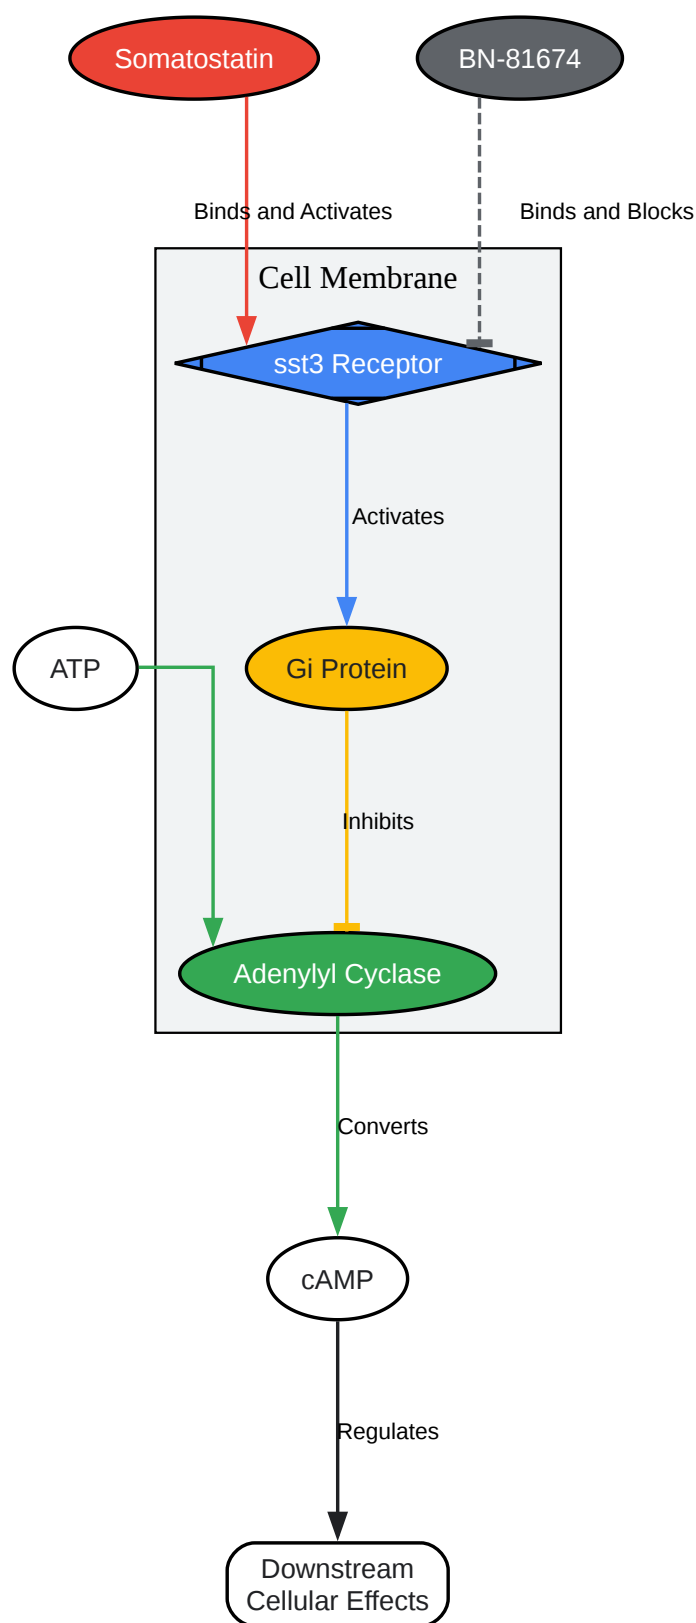 Somatostatin
BN-81674
Binds and Activates
Binds and Blocks
Cell Membrane
sst3 Receptor
Activates
ATP
Gi Protein
Inhibits
Adenylyl Cyclase
Converts
cAMP
Regulates
Downstream
Cellular Effects